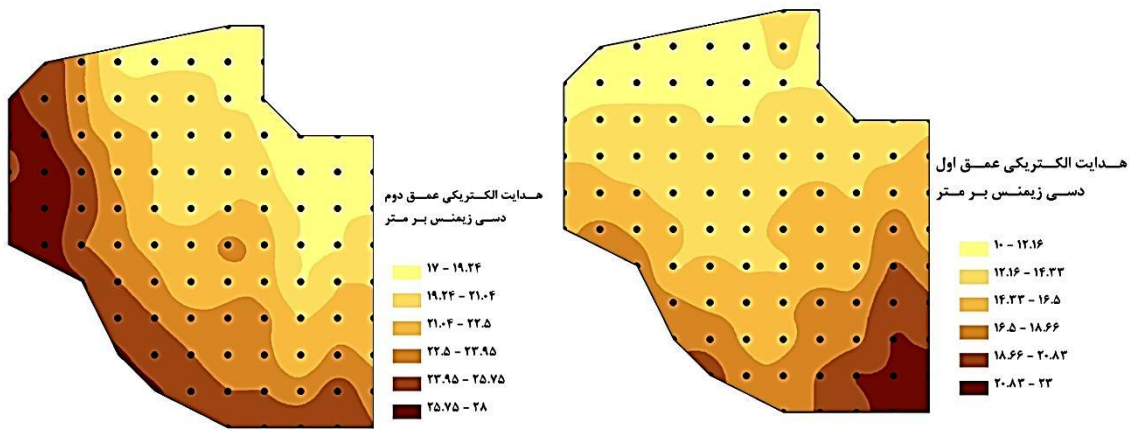 هدایت الکتریکی عمق اول
دسی زیمنس بر متر
۱۰ - ۱۲.۱۶
۱۲.۱۶ - ۱۴.۳۳
۱۴.۳۳ - ۱۶.۵
۱۶.۵ - ۱۸.۶۶
۱۸.۶۶ - ۲۰.۸۳
۲۰.۸۳ - ۲۳
هدایت الکتریکی عمق دوم
دسی زیمنس بر متر
۱۷ - ۱۹.۲۴
۱۹.۲۴ - ۲۱.۰۴
۲۱.۰۴ - ۲۲.۵
۲۲.۵ - ۲۳.۹۵
۲۳.۹۵ - ۲۵.۷۵
۲۵.۷۵ - ۲۸